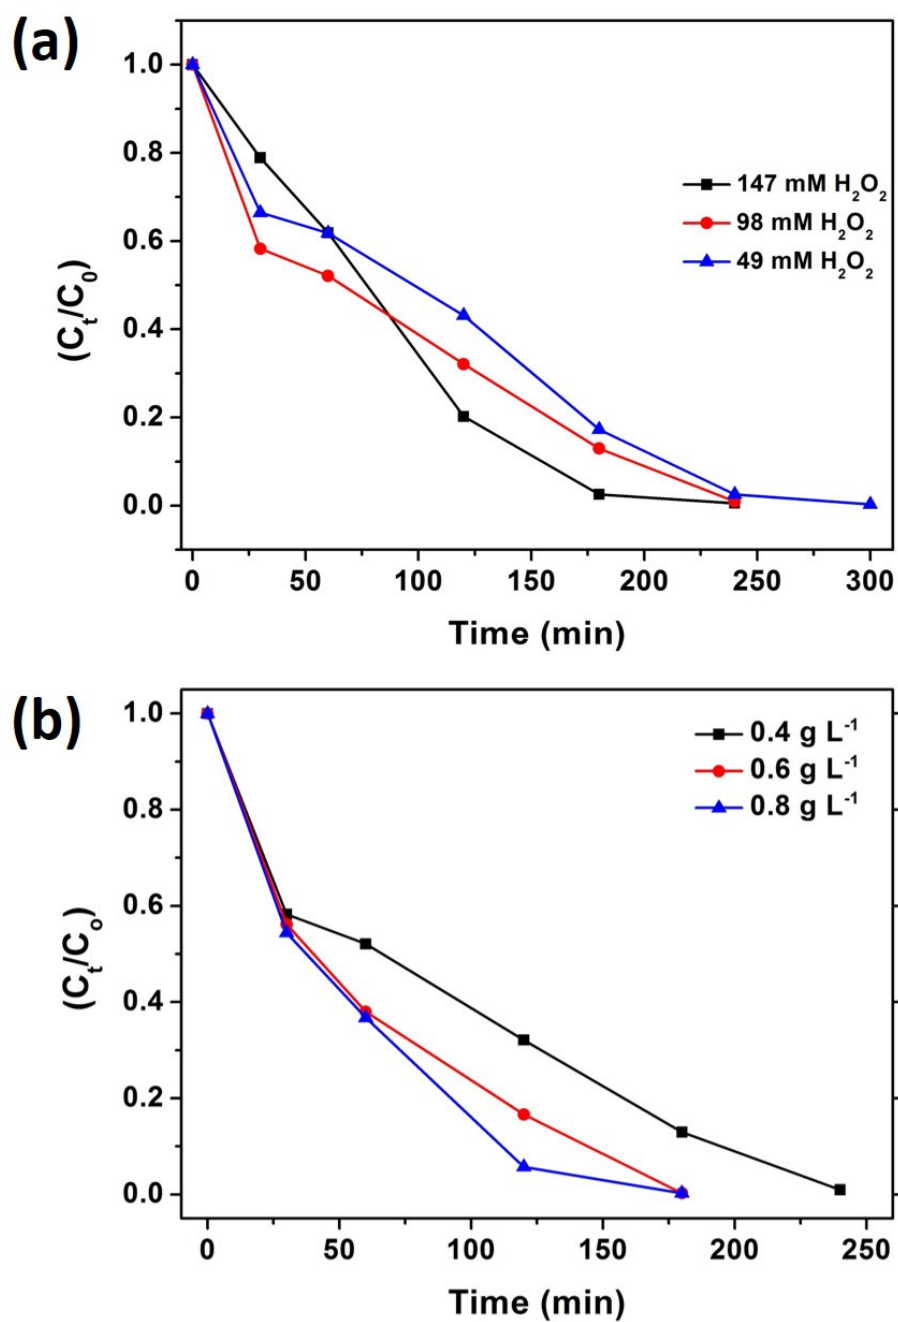 (a)
1.0
0.8
0.6
0.4
0.2
0.0
(Cₜ/C₀)
147 mM H₂O₂
98 mM H₂O₂
49 mM H₂O₂
0 50 100 150 200 250 300
Time (min)
(b)
1.0
0.8
0.6
0.4
0.2
0.0
(Cₜ/Cₒ)
0.4 g L⁻¹
0.6 g L⁻¹
0.8 g L⁻¹
0 50 100 150 200 250
Time (min)